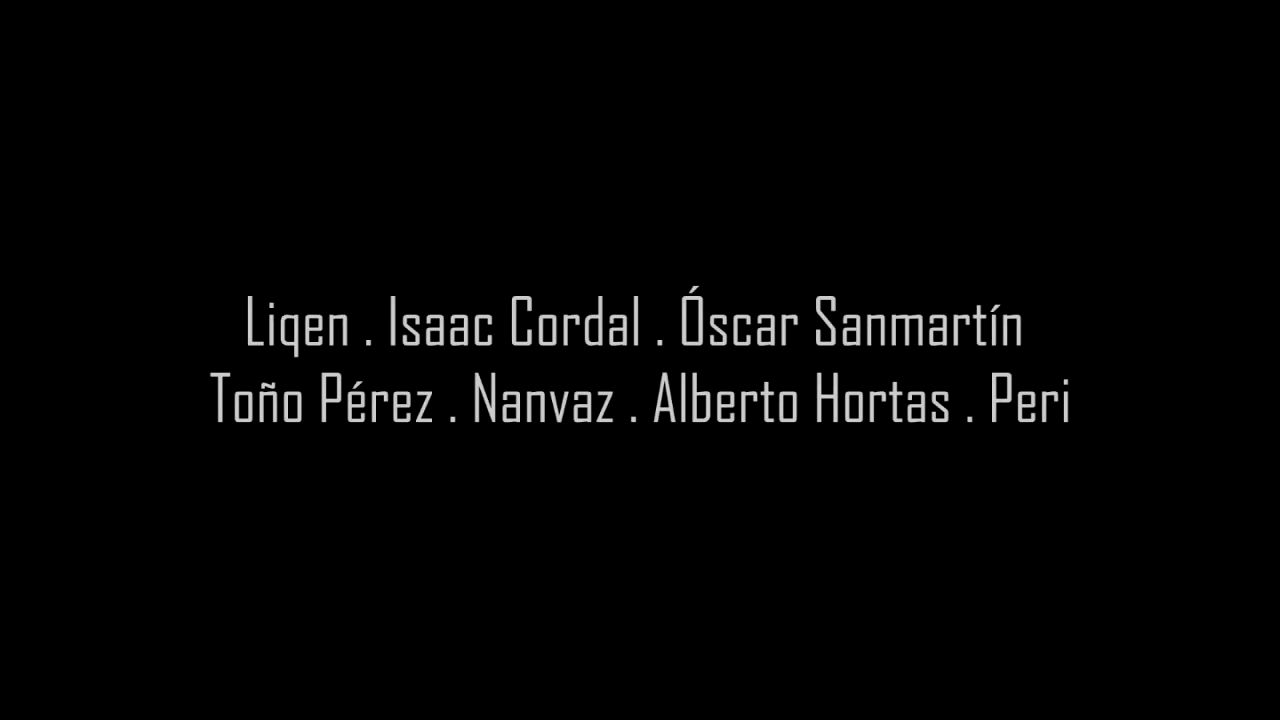 Liqen . Isaac Cordal . Óscar Sanmartín
Toño Pérez . Nanvaz . Alberto Hortas . Peri